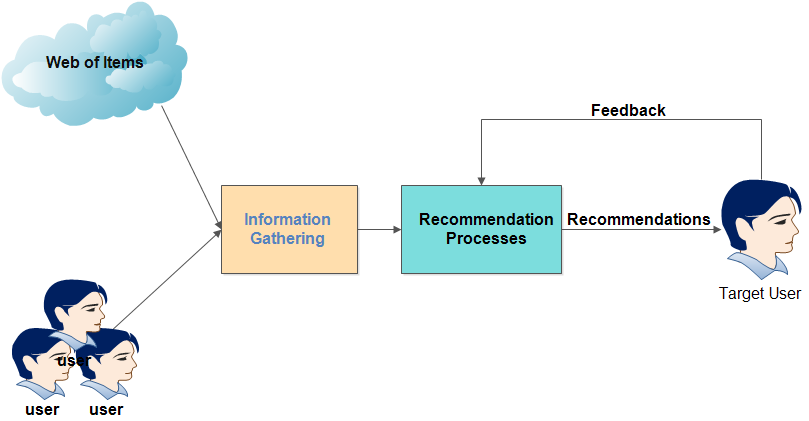 Web of Items
Feedback
Information
Gathering
Recommendation
Processes
Recommendations
Target User
user
user
user